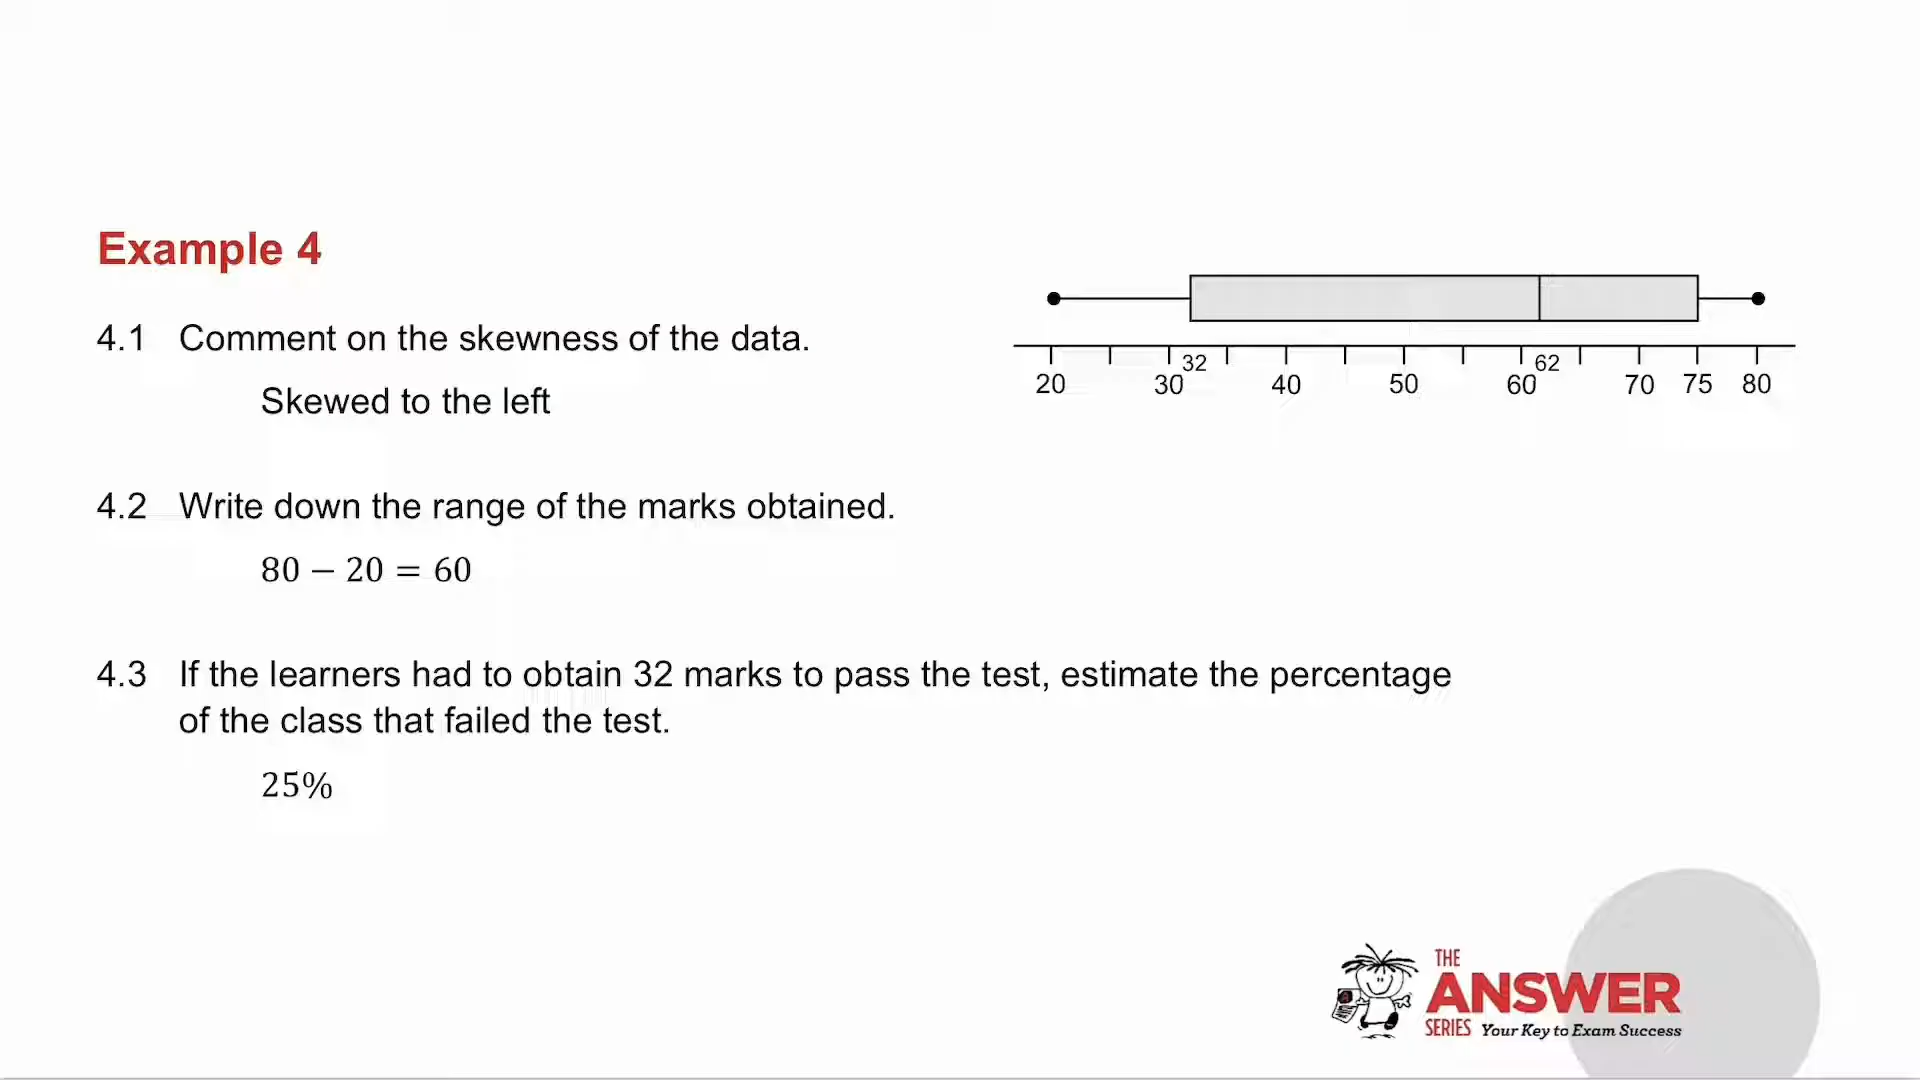 Example 4
4.1 Comment on the skewness of the data.
Skewed to the left
32 62
20 30 40 50 60 70 75 80
4.2 Write down the range of the marks obtained.
80 − 20 = 60
4.3 If the learners had to obtain 32 marks to pass the test, estimate the percentage
of the class that failed the test.
25%
THE
ANSWER
SERIES Your Key to Exam Success